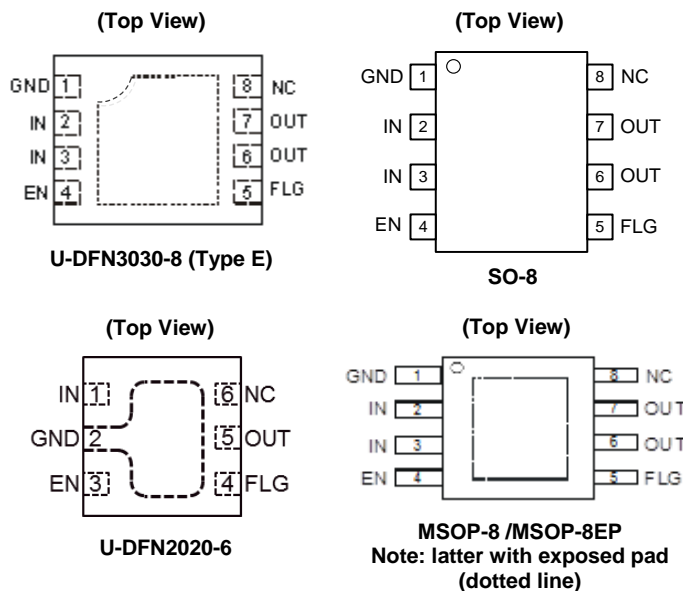 (Top View)
GND 1 8 NC
IN 2 7 OUT
IN 3 6 OUT
EN 4 5 FLG
U-DFN3030-8 (Type E)
(Top View)
GND 1 8 NC
IN 2 7 OUT
IN 3 6 OUT
EN 4 5 FLG
SO-8
(Top View)
IN 1 6 NC
GND 2 5 OUT
EN 3 4 FLG
U-DFN2020-6
(Top View)
GND 1 8 NC
IN 2 7 OUT
IN 3 6 OUT
EN 4 5 FLG
MSOP-8 /MSOP-8EP
Note: latter with exposed pad
(dotted line)